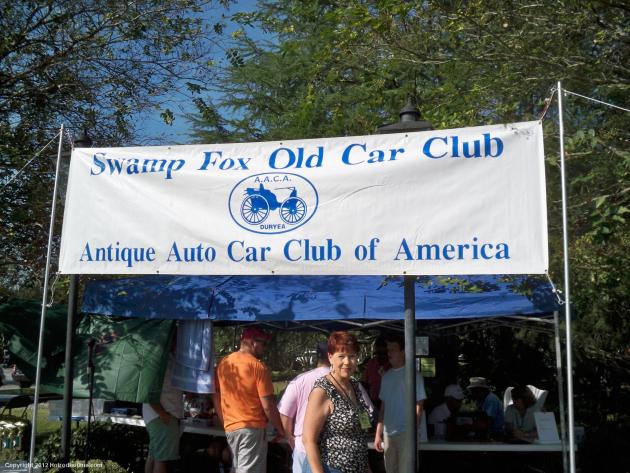 Swamp Fox Old Car Club
A.A.C.A.
DURYEA
Antique Auto Car Club of America